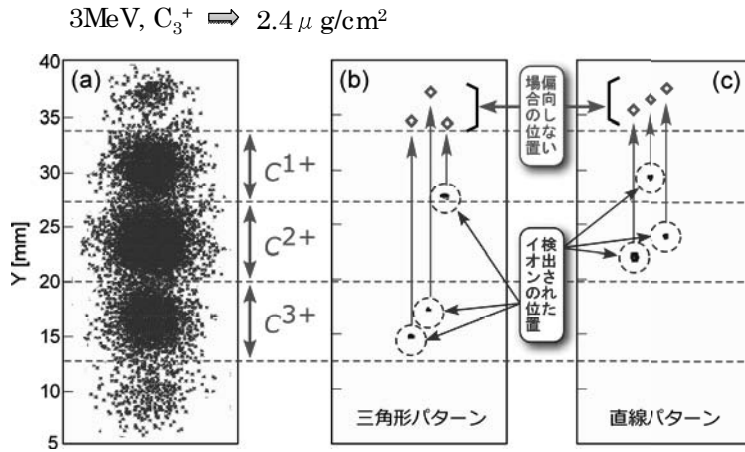 3MeV, C₃⁺ ⇨ 2.4μg/cm²
(a)
(b)
(c)
Y [mm]
40
35
30
25
20
15
10
5
C¹⁺
C²⁺
C³⁺
偏向しない
場合の位置
検出された
イオンの位置
三角形パターン
直線パターン